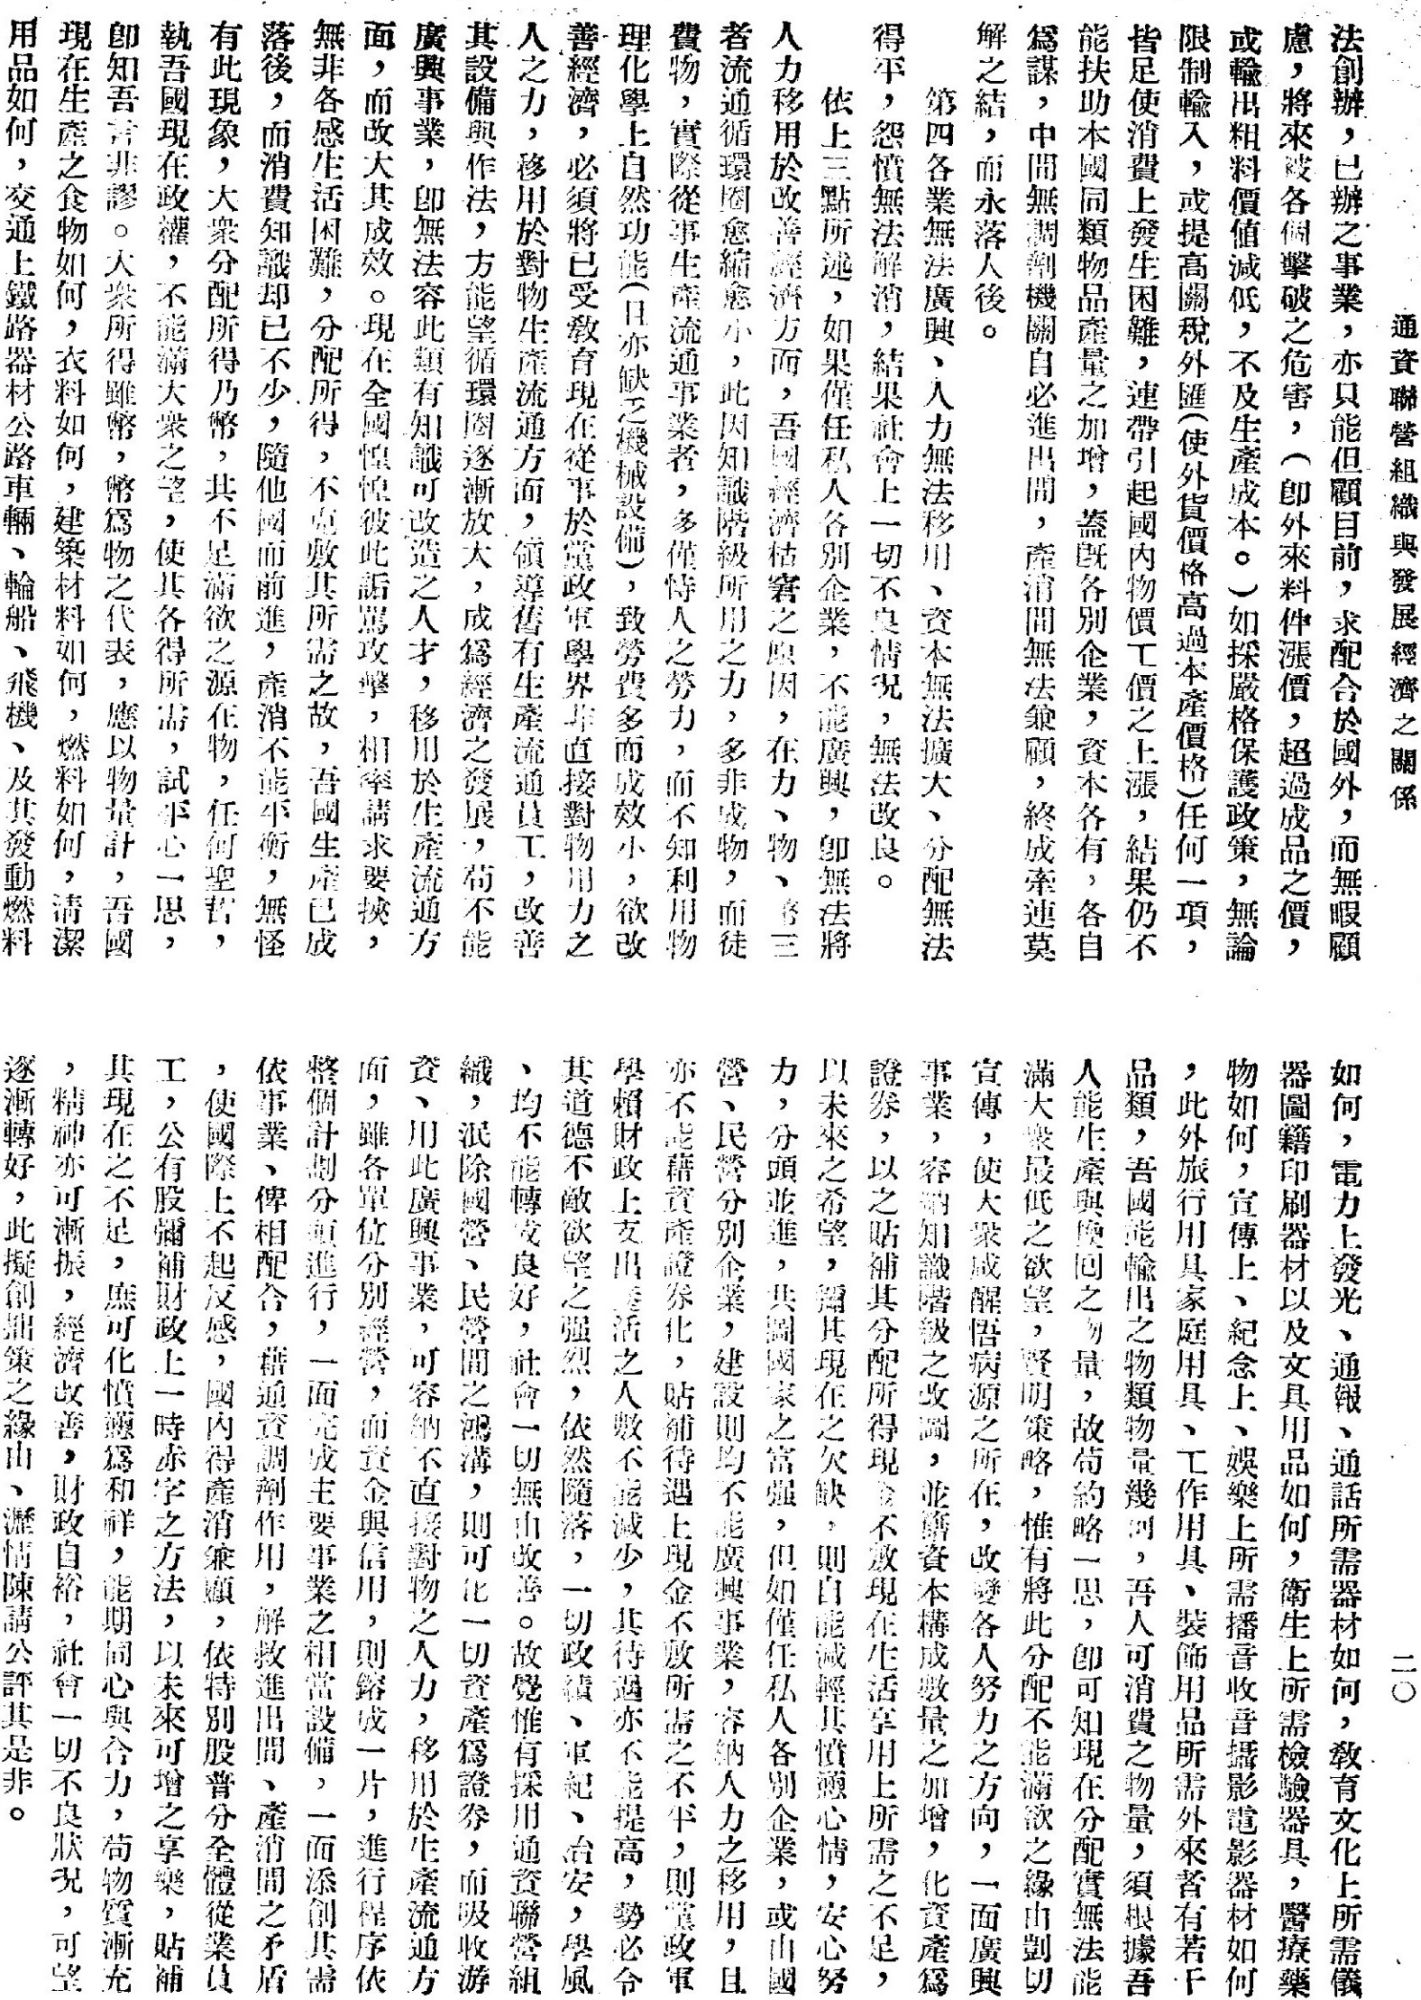 通資聯營組織與發展經濟之關係
二〇
法創辦，已辦之事業，亦只能但顧目前，求配合於國外，而無暇顧
慮，將來被各個擊破之危害，（卽外來料件漲價，超過成品之價，
或輸出粗料價值減低，不及生產成本。）如採嚴格保護政策，無論
限制輸入，或提高關稅外匯（使外貨價格高過本產價格）任何一項，
皆足使消費上發生困難，連帶引起國內物價工價之上漲，結果仍不
能扶助本國同類物品產量之加增，蓋旣各別企業，資本各有，各自
爲謀，中間無調劑機關自必進出間，產消間無法兼顧，終成牽連莫
解之結，而永落人後。
第四各業無法廣興、人力無法移用、資本無法擴大、分配無法
得平，怨憤無法解消，結果社會上一切不良情況，無法改良。
依上三點所述，如果僅任私人各別企業，不能廣興，卽無法將
人力移用於改善經濟方面，吾國經濟枯窘之原因，在力、物、幣三
者流通循環圈愈縮愈小，此因知識階級所用之力，多非成物，而徒
費物，實際從事生產流通事業者，多僅恃人之勞力，而不知利用物
理化學上自然功能（且亦缺乏機械設備），致勞費多而成效小，欲改
善經濟，必須將已受敎育現在從事於黨政軍學界非直接對物用力之
人之力，移用於對物生產流通方面，領導舊有生產流通員工，改善
其設備與作法，方能望循環圈逐漸放大，成爲經濟之發展，苟不能
廣興事業，卽無法容此類有知識可改造之人才，移用於生產流通方
面，而改大其成效。現在全國惶惶彼此詬罵攻擊，相率請求要挾，
無非各感生活困難，分配所得，不克敷其所需之故，吾國生產已成
落後，而消費知識却已不少，隨他國而前進，產消不能平衡，無怪
有此現象，大衆分配所得乃幣，共不足滿欲之源在物，任何聖哲，
執吾國現在政權，不能滿大衆之望，使其各得所需，試平心一思，
卽知吾言非謬。大衆所得雖幣，幣爲物之代表，應以物量計，吾國
現在生產之食物如何，衣料如何，建築材料如何，燃料如何，淸潔
用品如何，交通上鐵路器材公路車輛、輪船、飛機、及其發動燃料
如何，電力上發光、通報、通話所需器材如何，敎育文化上所需儀
器圖籍印刷器材以及文具用品如何，衛生上所需檢驗器具，醫療藥
物如何，宣傳上、紀念上、娛樂上所需播音收音攝影電影器材如何
，此外旅行用具家庭用具、工作用具、裝飾用品所需外來者有若干
品類，吾國能輸出之物類物量幾何，吾人可消費之物量，須根據吾
人能生產與換回之物量，故苟約略一思，卽可知現在分配實無法能
滿大衆最低之欲望，賢明策略，惟有將此分配不能滿欲之緣由剴切
宣傳，使大衆咸醒悟病源之所在，改變各人努力之方向，一面廣興
事業，容納知識階級之改圖，並籌資本構成數量之加增，化資產爲
證券，以之貼補其分配所得現金不敷現在生活享用上所需之不足，
以未來之希望，彌其現在之欠缺，則自能減輕其憤懣心情，安心努
力，分頭並進，共圖國家之富强，但如僅任私人各別企業，或由國
營、民營分別企業，建設則均不能廣興事業，容納人力之移用，且
亦不能藉資產證券化，貼補待遇上現金不敷所需之不平，則黨政軍
學賴財政上支出養活之人數不能減少，其待遇亦不能提高，勢必令
其道德不敵欲望之强烈，依然隨落，一切政績、軍紀、治安，學風
、均不能轉成良好，社會一切無由改善。故覺惟有採用通資聯營組
織，泯除國營、民營間之鴻溝，則可化一切資產爲證券，而吸收游
資、用此廣興事業，可容納不直接對物之人力，移用於生產流通方
面，雖各單位分別經營，而資金與信用，則鎔成一片，進行程序依
整個計劃分頭進行，一面完成主要事業之相當設備，一面添創其需
依事業、俾相配合，藉通資調劑作用，解救進出間、產消間之矛盾
，使國際上不起反感，國內得產消兼顧，依特別股普分全體從業員
工，公有股彌補財政上一時赤字之方法，以未來可增之享樂，貼補
其現在之不足，庶可化憤懣爲和祥，能期同心與合力，苟物質漸充
，精神亦可漸振，經濟改善，財政自裕，社會一切不良狀況，可望
逐漸轉好，此擬創拙策之緣由、瀝情陳請公評其是非。